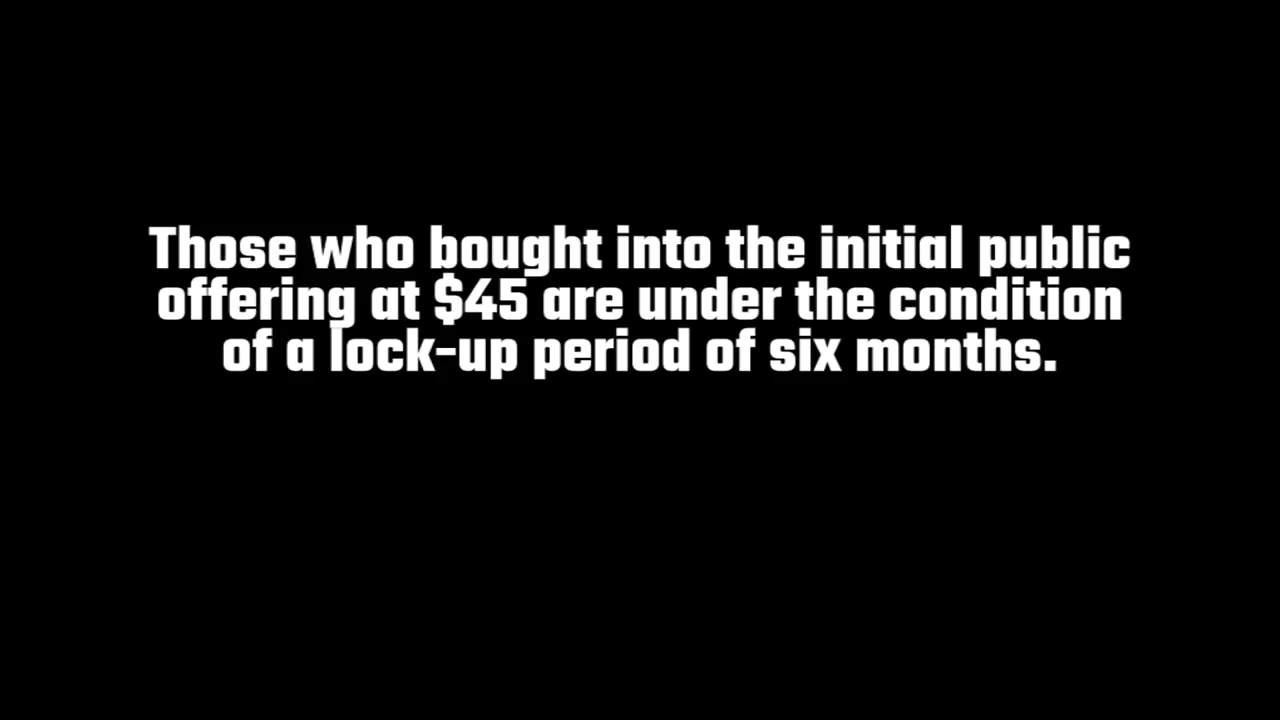 Those who bought into the initial public
offering at $45 are under the condition
of a lock-up period of six months.